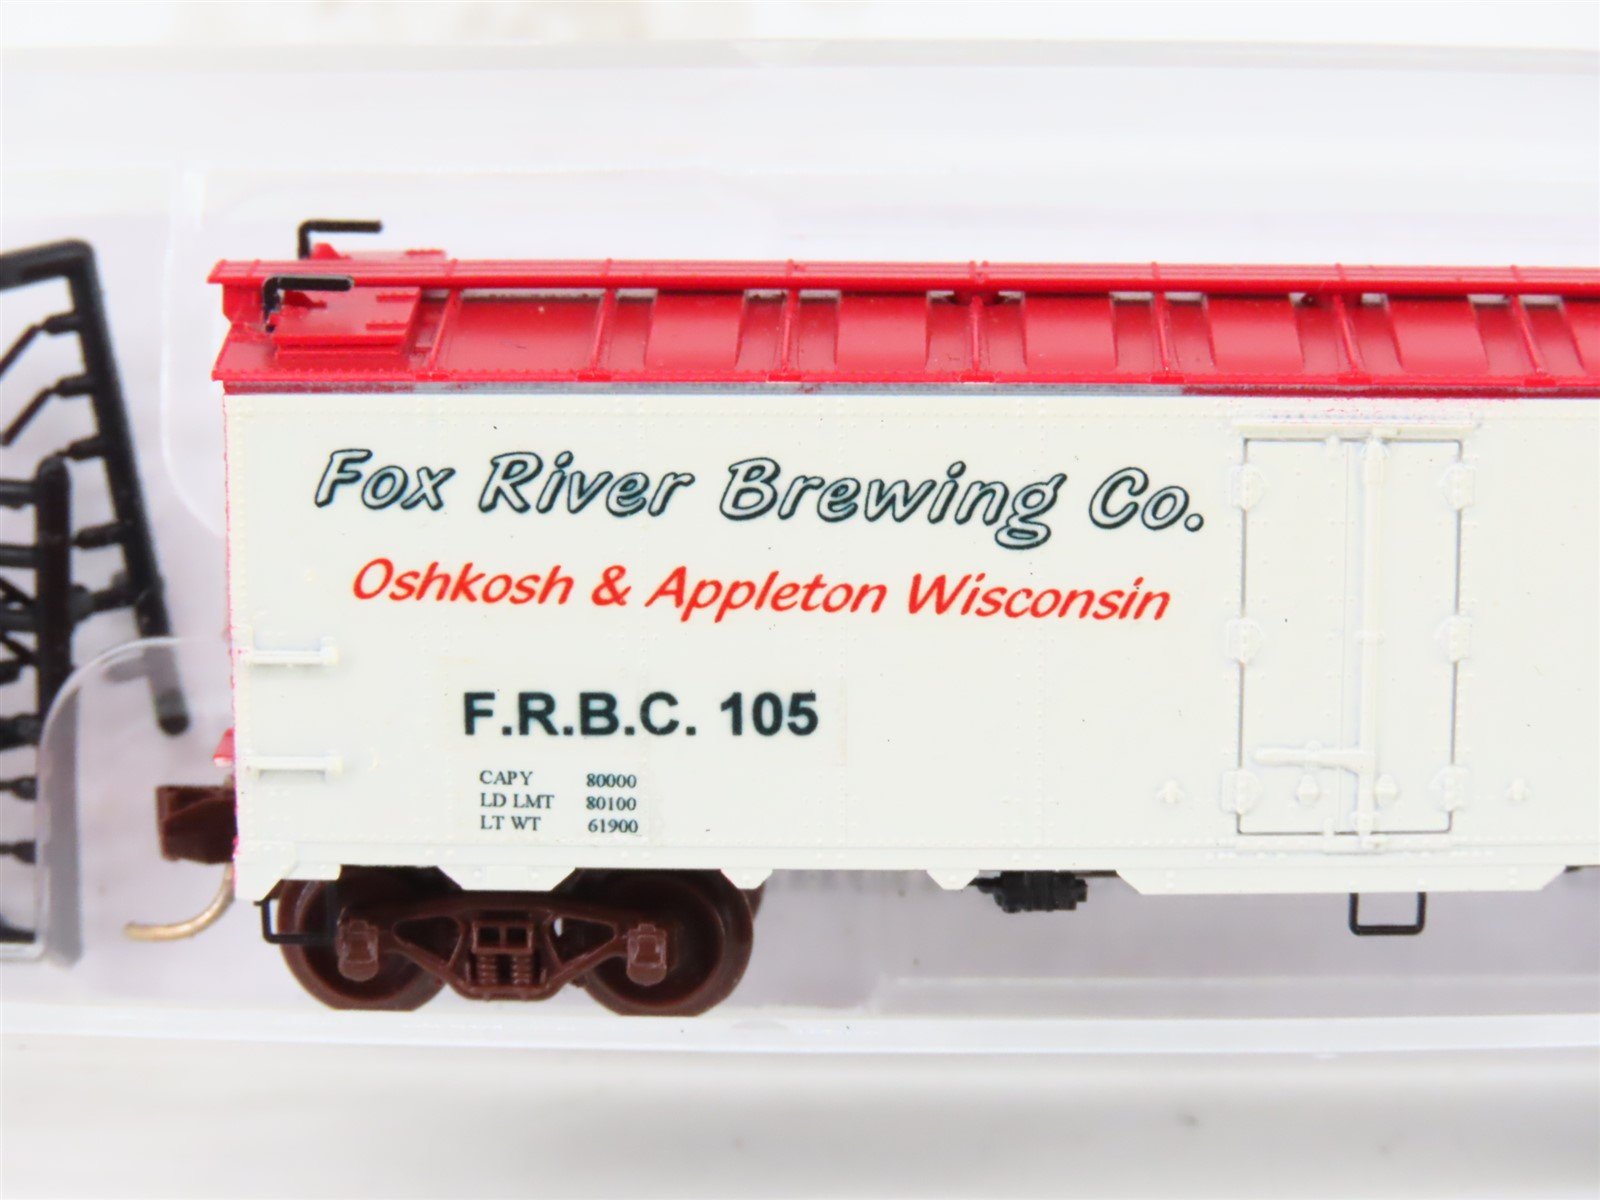 Fox River Brewing Co.
Oshkosh & Appleton Wisconsin
F.R.B.C. 105
CAPY 80000
LD LMT 80100
LT WT 61900